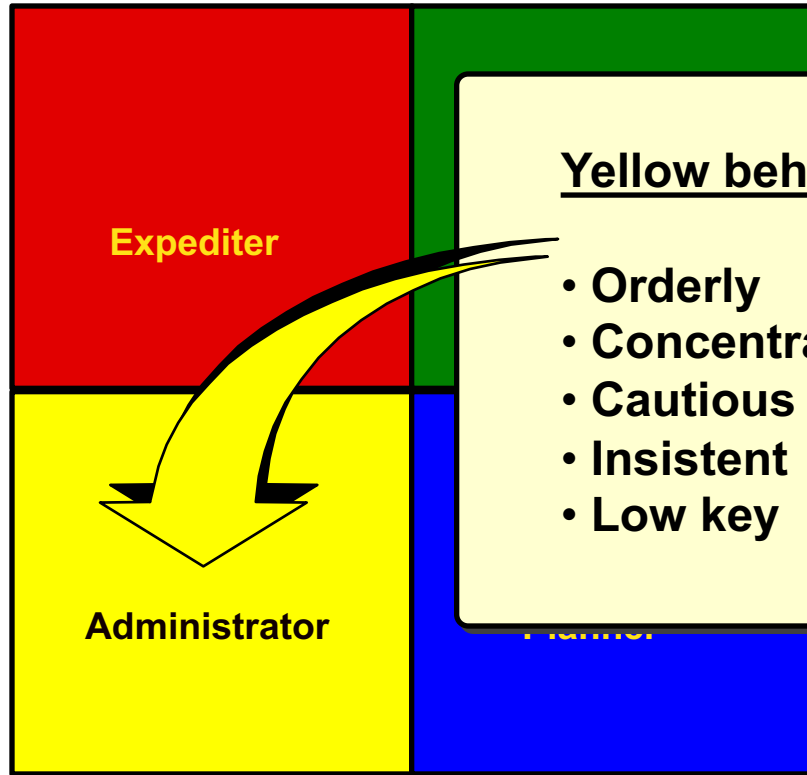 Expediter
Yellow beh
• Orderly
• Concentra
• Cautious
• Insistent
• Low key
Administrator